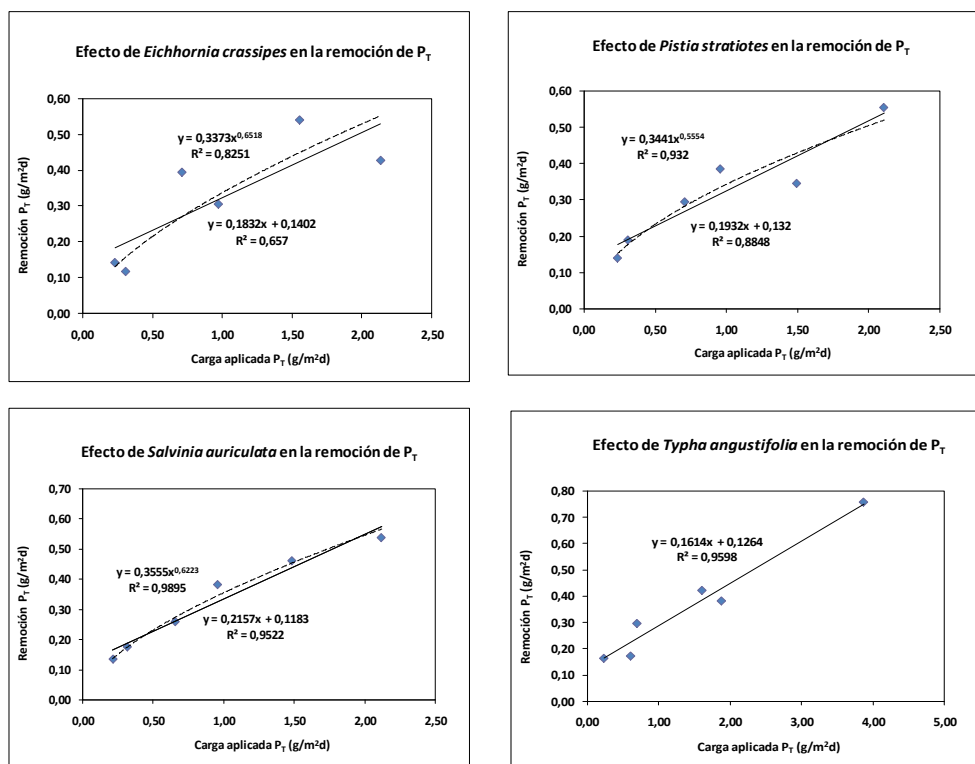 Efecto de Eichhornia crassipes en la remoción de PT
0,60
0,50
0,40
0,30
0,20
0,10
0,00
Remoción PT (g/m²d)
y = 0,3373x^0,6518
R² = 0,8251
y = 0,1832x + 0,1402
R² = 0,657
0,00 0,50 1,00 1,50 2,00 2,50
Carga aplicada PT (g/m²d)
Efecto de Pistia stratiotes en la remoción de PT
0,60
0,50
0,40
0,30
0,20
0,10
0,00
Remoción PT (g/m²d)
y = 0,3441x^0,5554
R² = 0,932
y = 0,1932x + 0,132
R² = 0,8848
0,00 0,50 1,00 1,50 2,00 2,50
Carga aplicada PT (g/m²d)
Efecto de Salvinia auriculata en la remoción de PT
0,70
0,60
0,50
0,40
0,30
0,20
0,10
0,00
Remoción PT (g/m²d)
y = 0,3555x^0,6223
R² = 0,9895
y = 0,2157x + 0,1183
R² = 0,9522
0,00 0,50 1,00 1,50 2,00 2,50
Carga aplicada PT (g/m²d)
Efecto de Typha angustifolia en la remoción de PT
0,80
0,70
0,60
0,50
0,40
0,30
0,20
0,10
0,00
Remoción PT (g/m²d)
y = 0,1614x + 0,1264
R² = 0,9598
0,00 1,00 2,00 3,00 4,00 5,00
Carga aplicada PT (g/m²d)